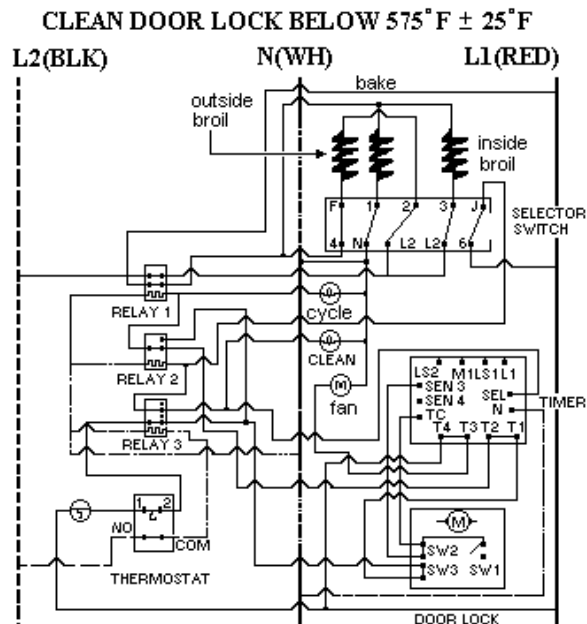 CLEAN DOOR LOCK BELOW 575°F ± 25°F
L2(BLK) N(WH) L1(RED)
bake
outside
broil
inside
broil
F 1 2 3 J
SELECTOR
SWITCH
4 N L2 L2 6
RELAY 1
cycle
RELAY 2
CLEAN
M
fan
RELAY 3
LS2 M1 LS1 L1
SEN 3
SEN 4
SEL
N
TC
TIMER
T4 T3 T2 T1
1 2
NO
COM
THERMOSTAT
M
SW2
SW3 SW1
DOOR LOCK